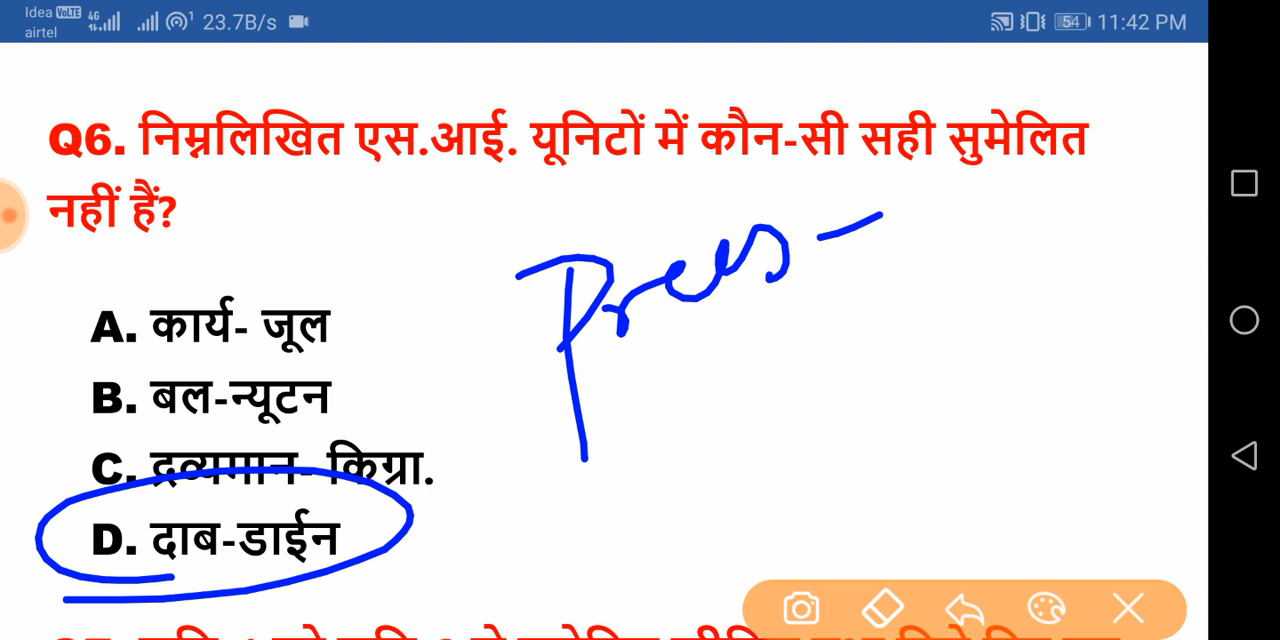 Idea VoLTE 4G 1 23.7B/s 54 11:42 PM
airtel
Q6. निम्नलिखित एस.आई. यूनिटों में कौन-सी सही सुमेलित
नहीं हैं?
A. कार्य- जूल
B. बल-न्यूटन
C. द्रव्यमान- किग्रा.
D. दाब-डाईन